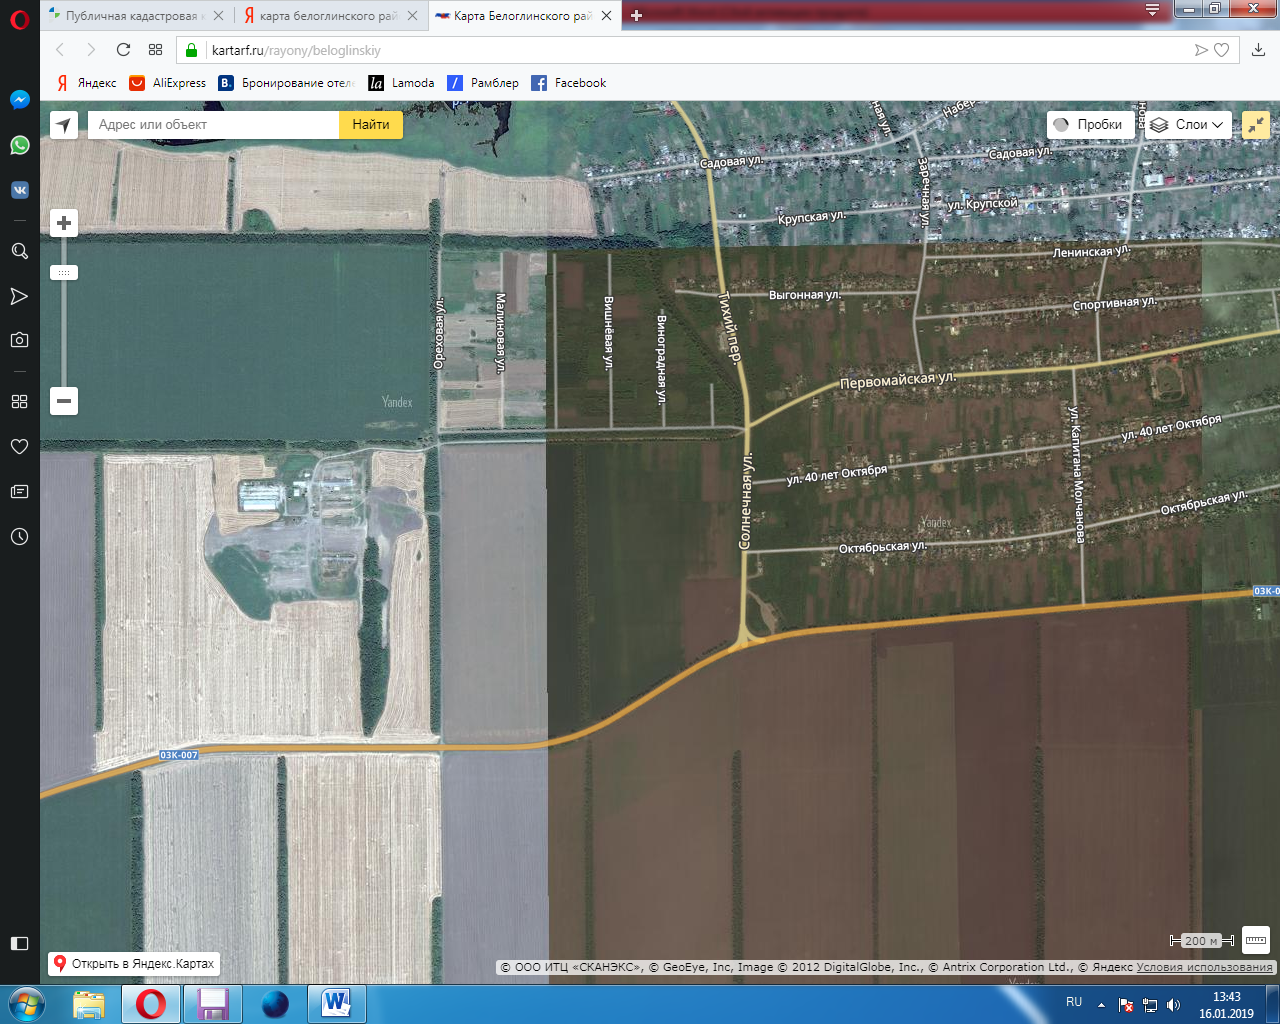 Публичная кадастровая к
карта белоглинского рай
Карта Белоглинского рай
kartarf.ru/rayony/beloglinskiy
Яндекс
AliExpress
Бронирование отеле
Lamoda
Рамблер
Facebook
Адрес или объект
Найти
Пробки
Слои
Садовая ул.
Садовая ул.
Заречная ул.
ул. Крупской
Крупская ул.
Ленинская ул.
Выгонная ул.
Спортивная ул.
Тихий пер.
Ореховая ул.
Малиновая ул.
Вишнёвая ул.
Виноградная ул.
Первомайская ул.
Yandex
ул. 40 лет Октября
ул. 40 лет Октября
ул. Капитана Молчанова
Солнечная ул.
Октябрьская ул.
Октябрьская ул.
Yandex
03К-0
03К-007
200 м
Открыть в Яндекс.Картах
© ООО ИТЦ «СКАНЭКС», © GeoEye, Inc, Image © 2012 DigitalGlobe, Inc., © Antrix Corporation Ltd., © Яндекс Условия использования
RU
13:43
16.01.2019